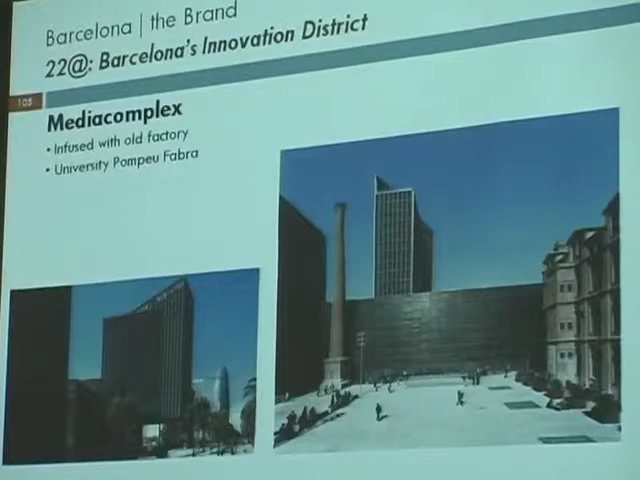 Barcelona | the Brand
22@: Barcelona's Innovation District
105
Mediacomplex
• Infused with old factory
• University Pompeu Fabra